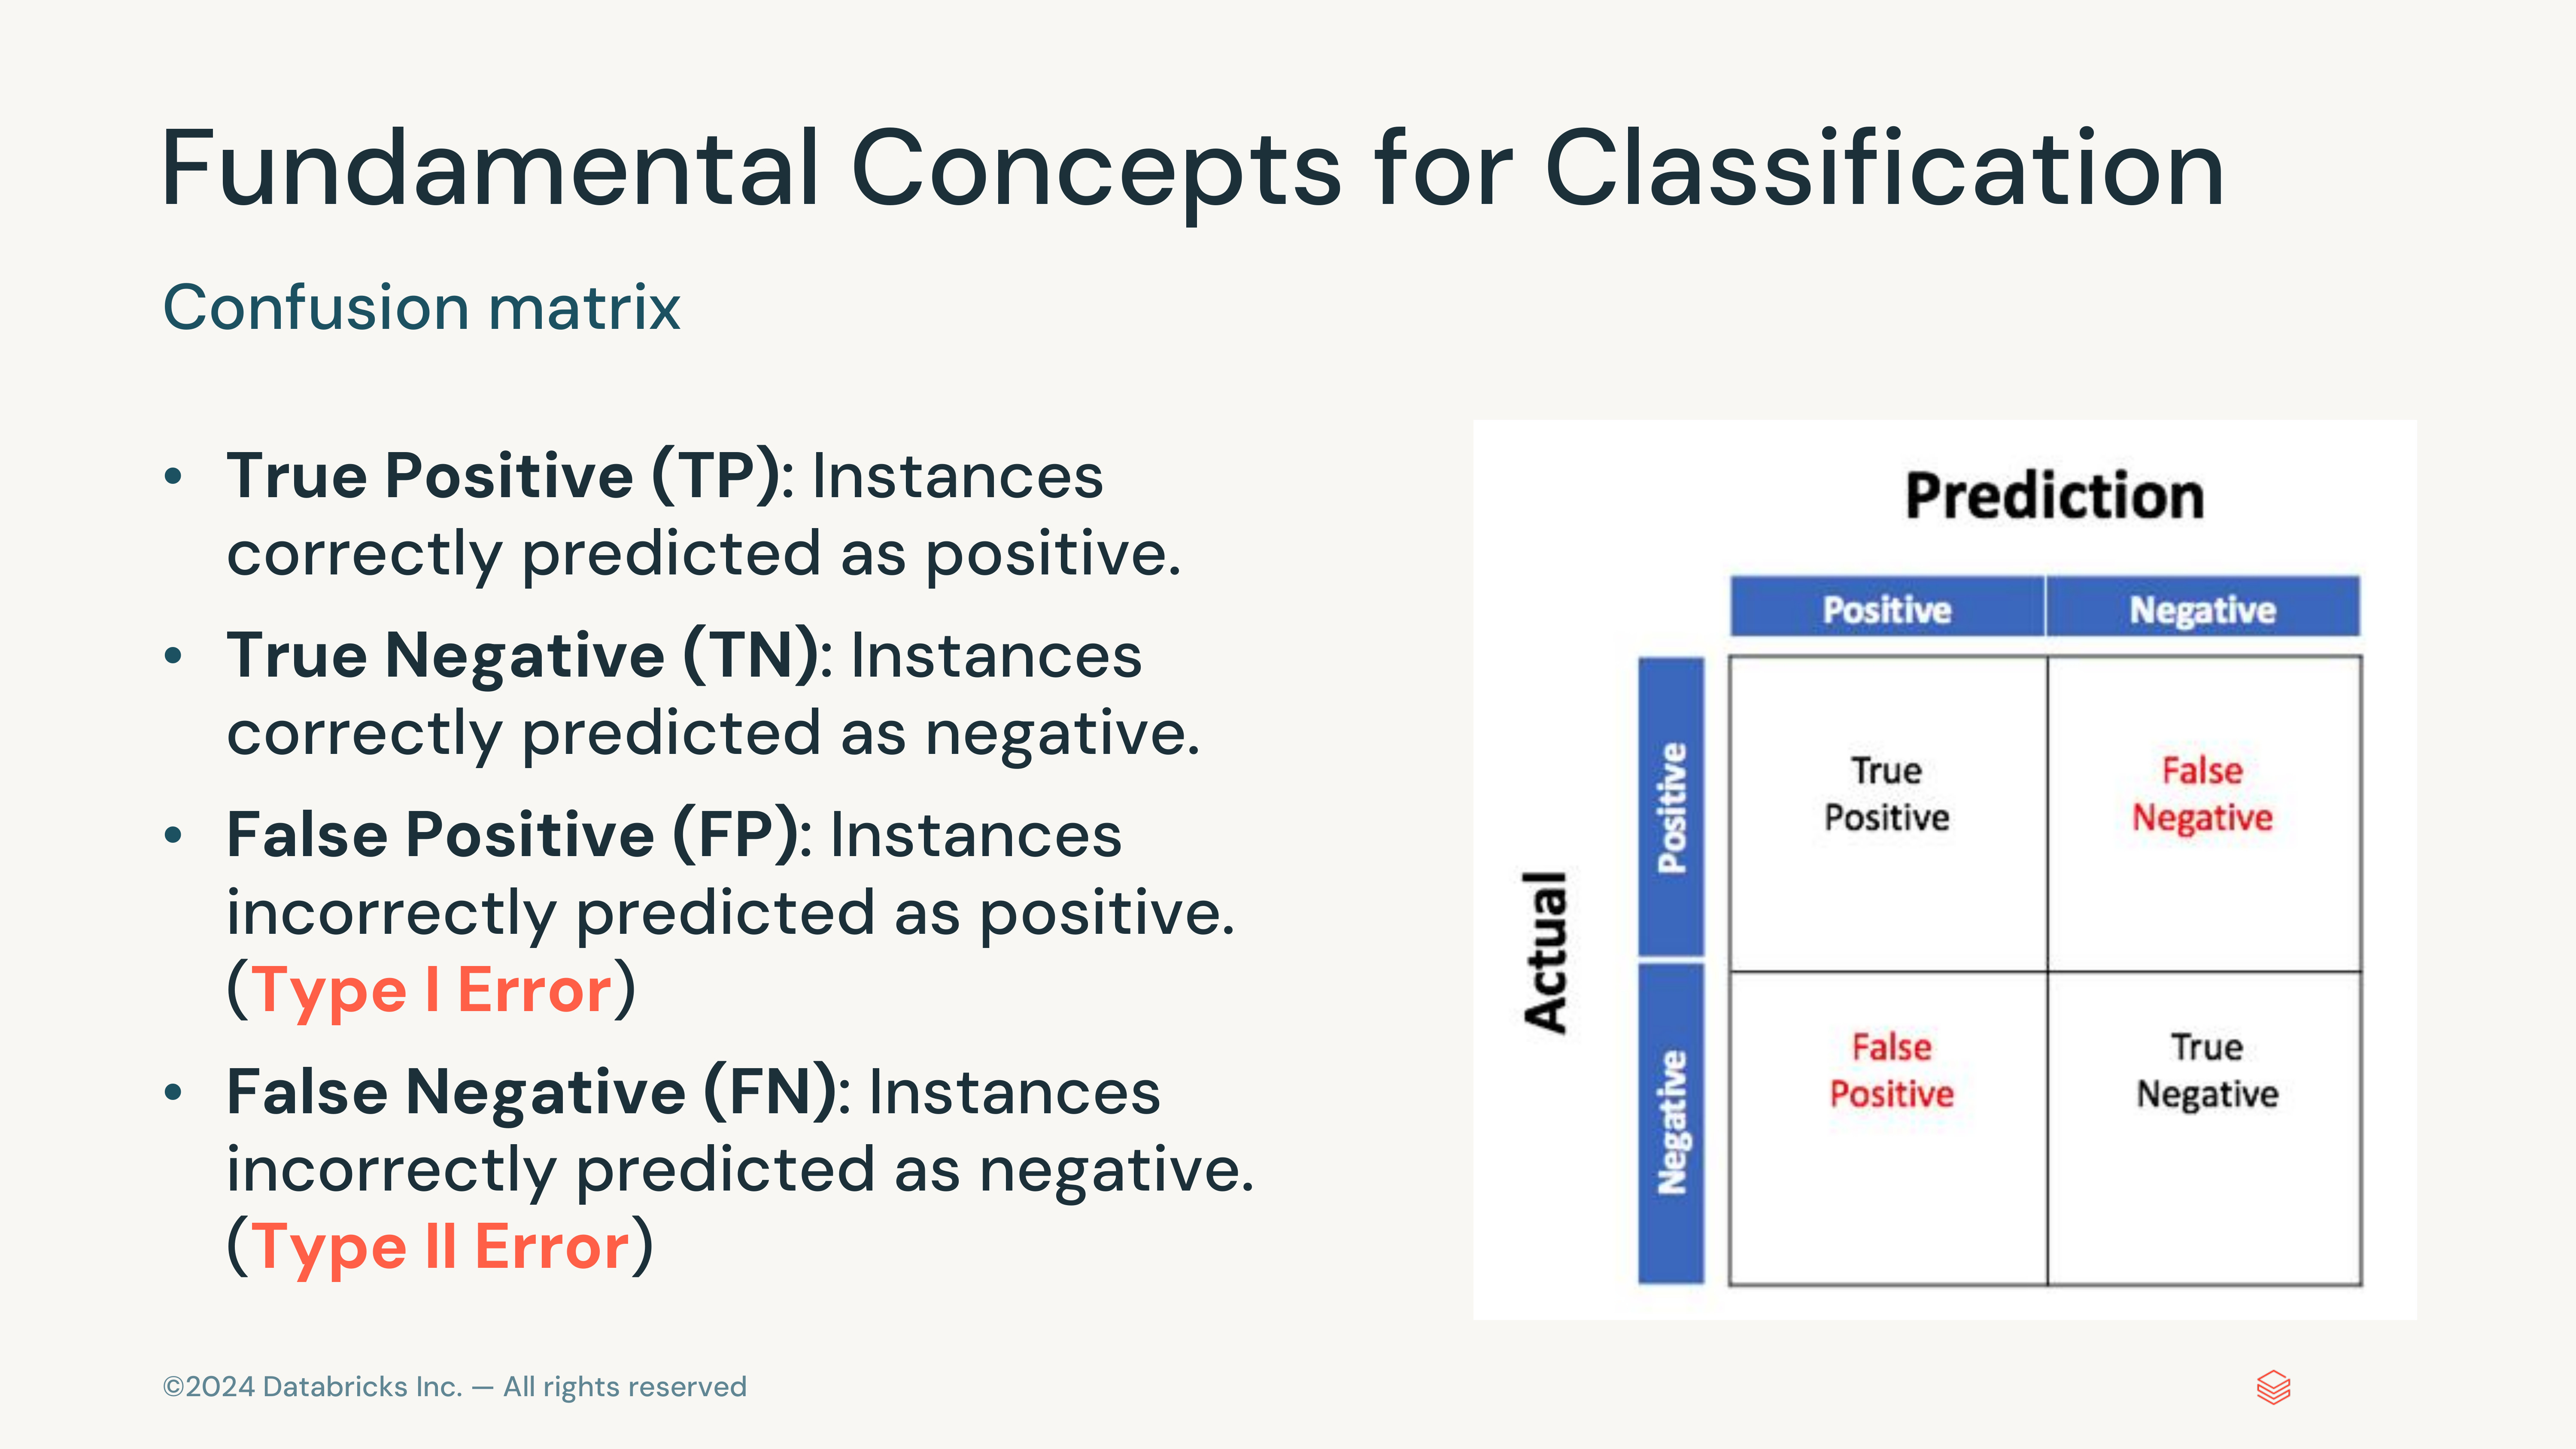 Fundamental Concepts for Classification
Confusion matrix
• True Positive (TP): Instances
correctly predicted as positive.
• True Negative (TN): Instances
correctly predicted as negative.
• False Positive (FP): Instances
incorrectly predicted as positive.
(Type I Error)
• False Negative (FN): Instances
incorrectly predicted as negative.
(Type II Error)
Prediction
Positive Negative
Actual
Positive
True
Positive
False
Negative
Negative
False
Positive
True
Negative
©2024 Databricks Inc. — All rights reserved